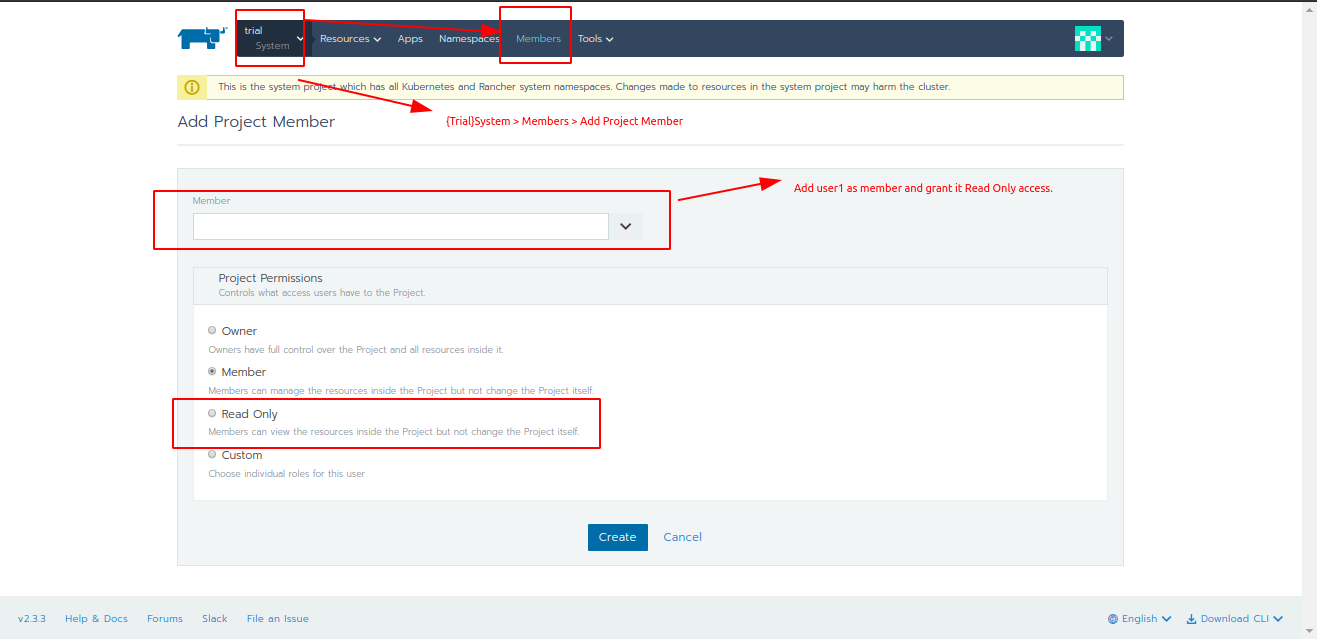 trial
System
Resources
Apps
Namespaces
Members
Tools
This is the system project which has all Kubernetes and Rancher system namespaces. Changes made to resources in the system project may harm the cluster.
Add Project Member
{Trial}System > Members > Add Project Member
Add user1 as member and grant it Read Only access.
Member
Project Permissions
Controls what access users have to the Project.
Owner
Owners have full control over the Project and all resources inside it.
Member
Members can manage the resources inside the Project but not change the Project itself.
Read Only
Members can view the resources inside the Project but not change the Project itself.
Custom
Choose individual roles for this user
Create
Cancel
v2.3.3
Help & Docs
Forums
Slack
File an Issue
English
Download CLI